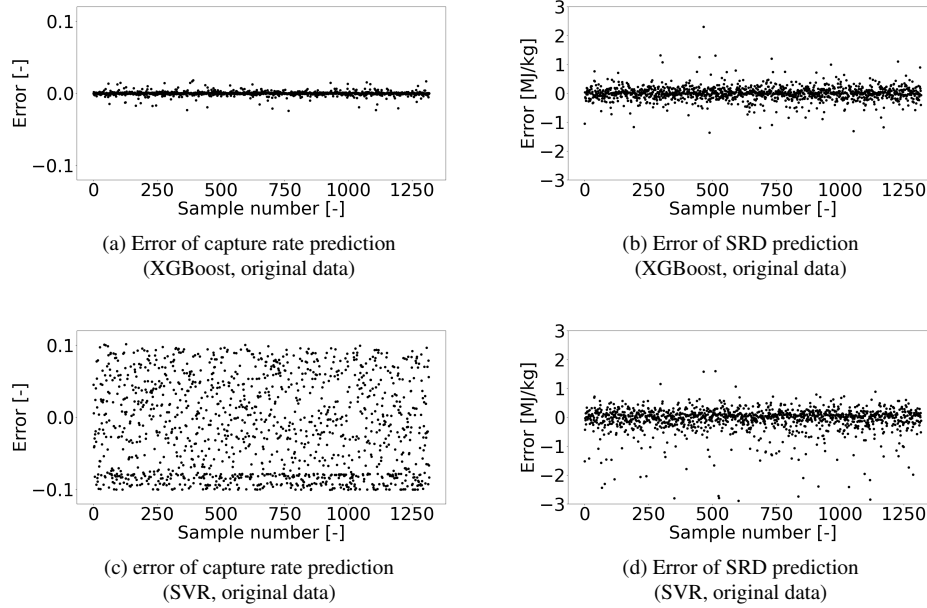 0.1
0.0
−0.1
Error [-]
0 250 500 750 1000 1250
Sample number [-]
(a) Error of capture rate prediction
(XGBoost, original data)
3
2
1
0
−1
−2
−3
Error [MJ/kg]
0 250 500 750 1000 1250
Sample number [-]
(b) Error of SRD prediction
(XGBoost, original data)
0.1
0.0
−0.1
Error [-]
0 250 500 750 1000 1250
Sample number [-]
(c) error of capture rate prediction
(SVR, original data)
3
2
1
0
−1
−2
−3
Error [MJ/kg]
0 250 500 750 1000 1250
Sample number [-]
(d) Error of SRD prediction
(SVR, original data)